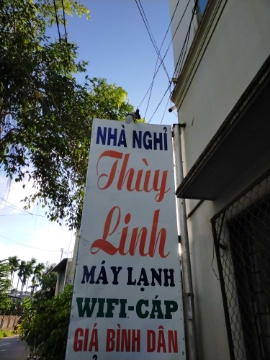 NHÀ NGHỈ
Thùy
Linh
MÁY LẠNH
WIFI-CÁP
GIÁ BÌNH DÂN